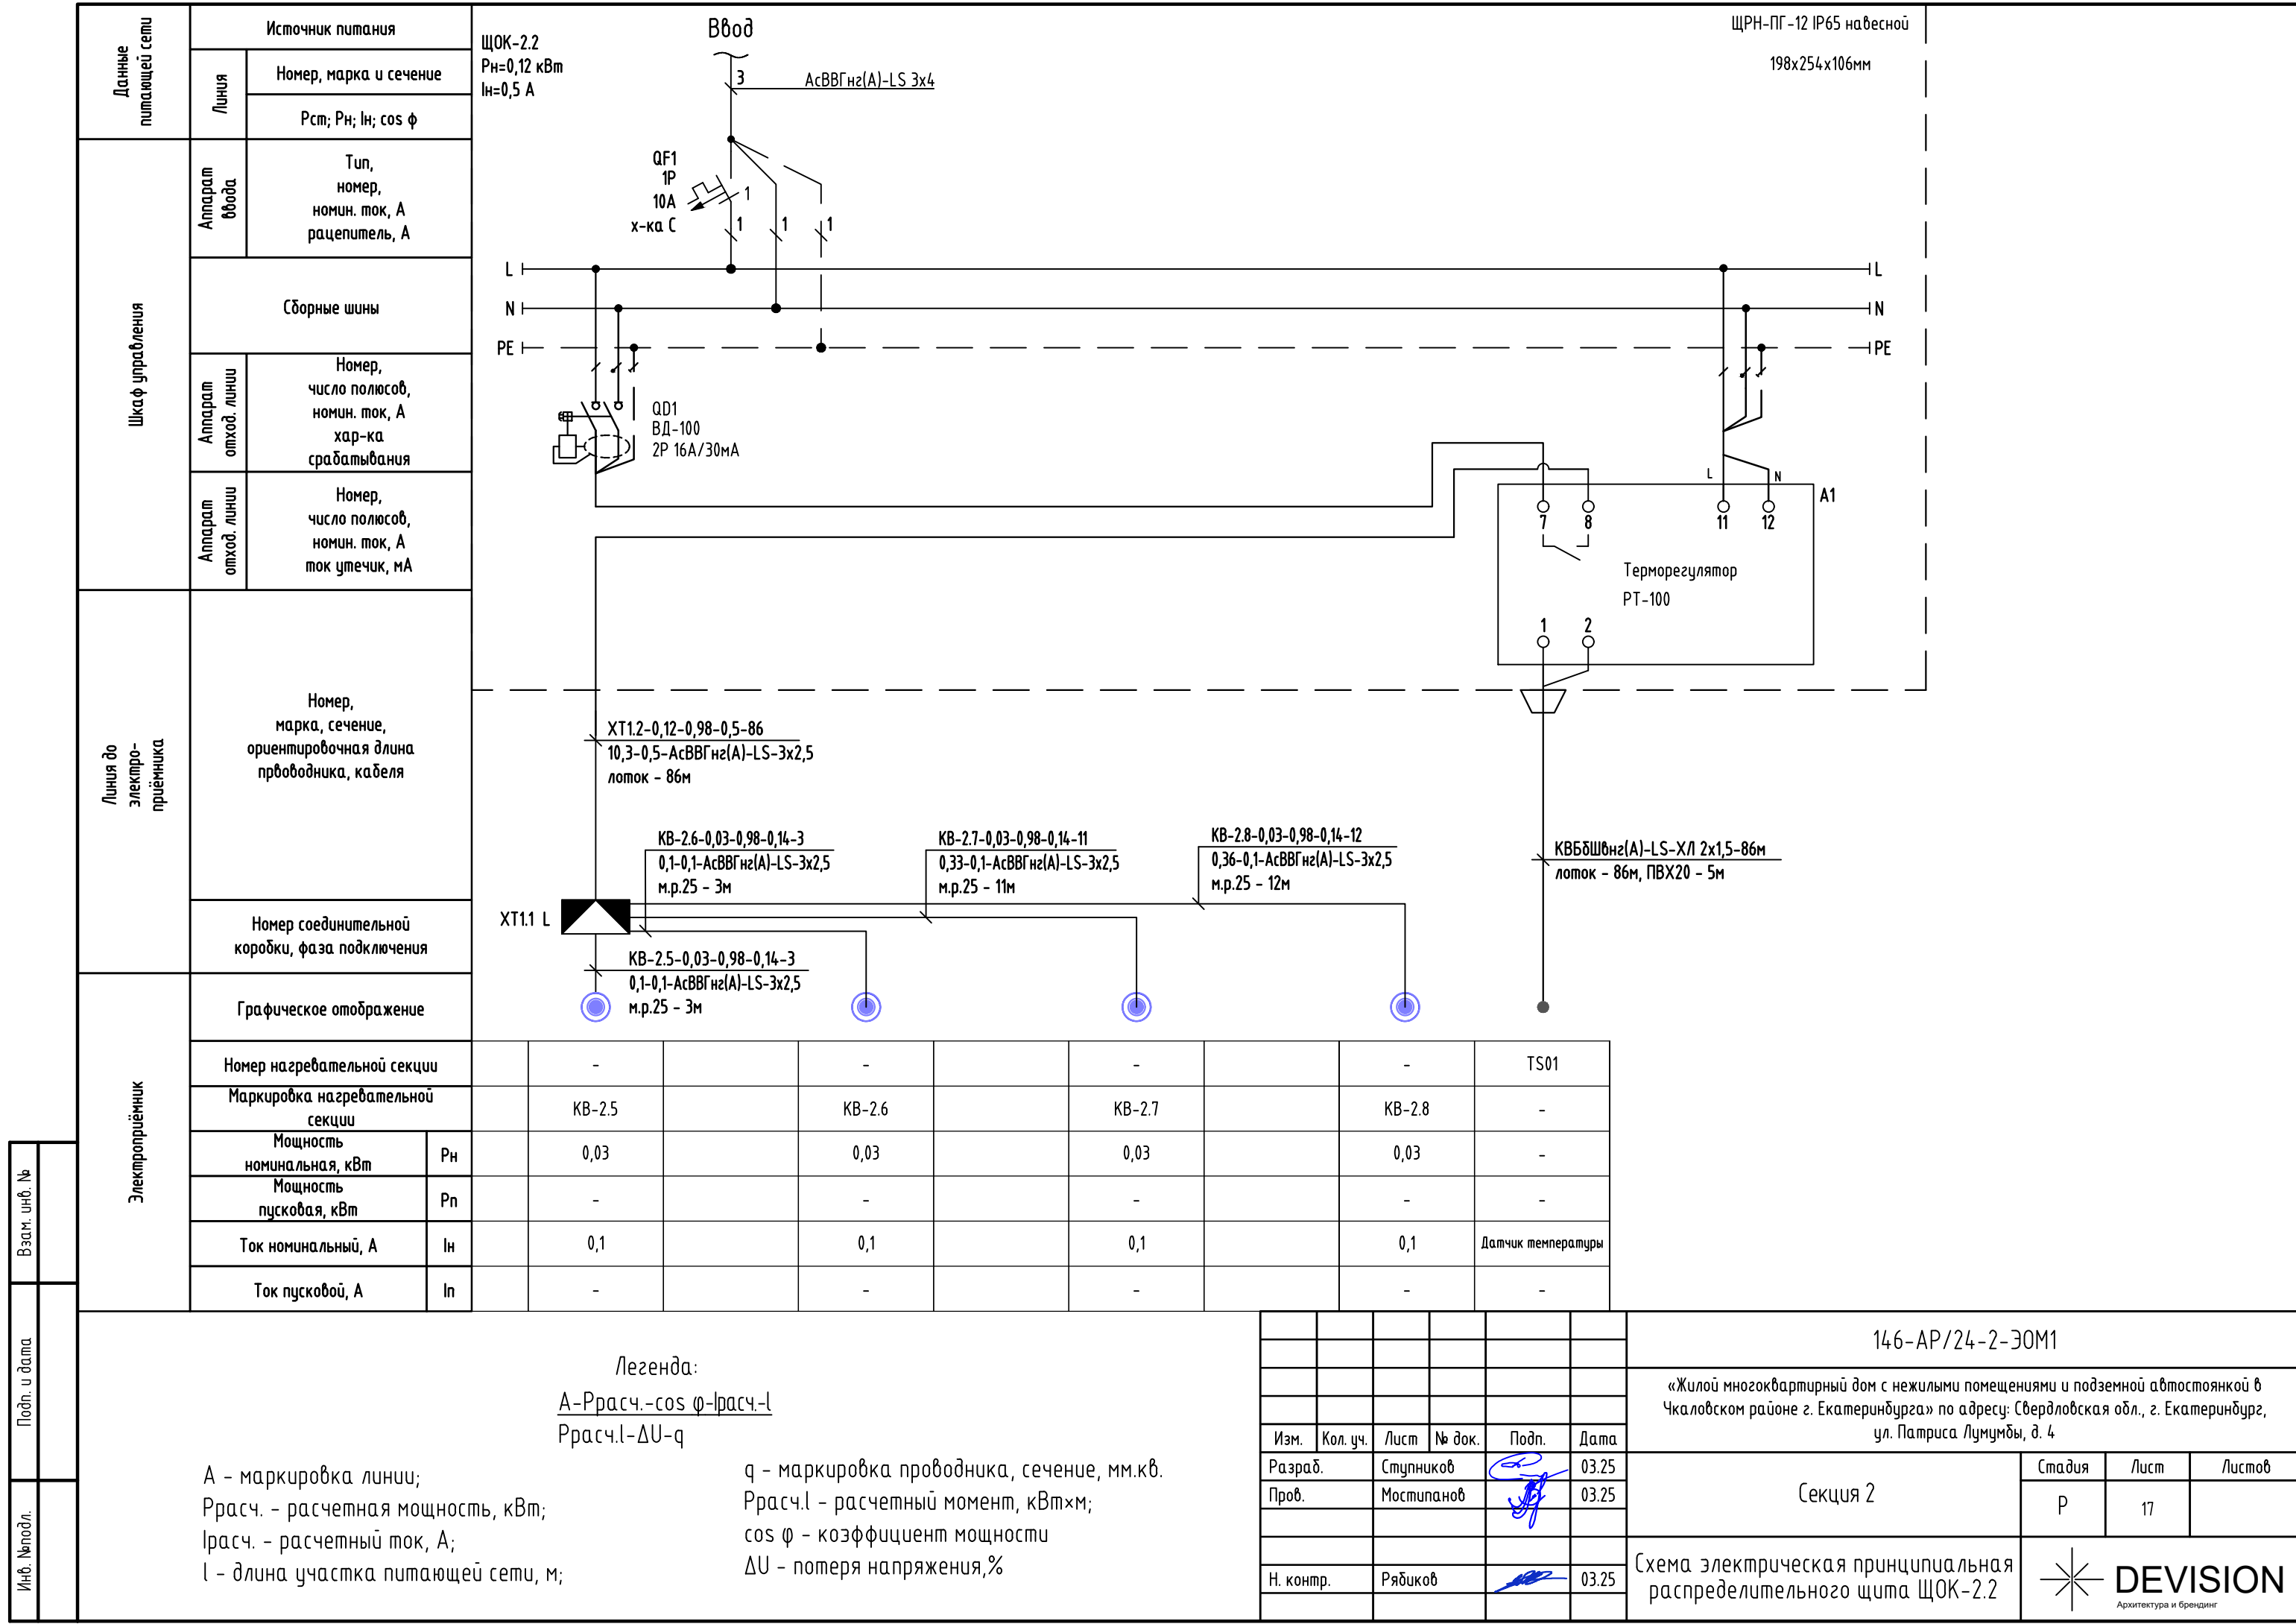 Данные
питающей сети
Источник питания
Линия
Номер, марка и сечение
Рст; Рн; Iн; cos ϕ
Шкаф управления
Аппарат
ввода
Тип,
номер,
номин. ток, А
рацепитель, А
Сборные шины
Аппарат
отход. линии
Номер,
число полюсов,
номин. ток, А
хар-ка
срабатывания
Аппарат
отход. линии
Номер,
число полюсов,
номин. ток, А
ток утечик, мА
Линия до
электро-
приёмника
Номер,
марка, сечение,
ориентировочная длина
првоводника, кабеля
Номер соединительной
коробки, фаза подключения
Электроприёмник
Графическое отображение
ЩОК-2.2
Рн=0,12 кВт
Iн=0,5 А
Ввод
3
АсВВГнг(А)-LS 3х4
ЩРН-ПГ-12 IP65 навесной
198х254х106мм
QF1
1P
10А
х-ка С
1
1
1
1
L
L
N
N
PE
PE
QD1
ВД-100
2Р 16А/30мА
L
N
А1
7
8
11
12
Терморегулятор
РТ-100
1
2
ХТ1.2-0,12-0,98-0,5-86
10,3-0,5-АсВВГнг(А)-LS-3х2,5
лоток - 86м
КВ-2.6-0,03-0,98-0,14-3
0,1-0,1-АсВВГнг(А)-LS-3х2,5
м.р.25 - 3м
КВ-2.7-0,03-0,98-0,14-11
0,33-0,1-АсВВГнг(А)-LS-3х2,5
м.р.25 - 11м
КВ-2.8-0,03-0,98-0,14-12
0,36-0,1-АсВВГнг(А)-LS-3х2,5
м.р.25 - 12м
КВБбШвнг(А)-LS-ХЛ 2х1,5-86м
лоток - 86м, ПВХ20 - 5м
ХТ1.1 L
КВ-2.5-0,03-0,98-0,14-3
0,1-0,1-АсВВГнг(А)-LS-3х2,5
м.р.25 - 3м
Номер нагревательной секции - - - - TS01
Маркировка нагревательной
секции
КВ-2.5 КВ-2.6 КВ-2.7 КВ-2.8 -
Мощность
номинальная, кВт
Рн 0,03 0,03 0,03 0,03 -
Мощность
пусковая, кВт
Рп - - - - -
Ток номинальный, А Iн 0,1 0,1 0,1 0,1 Датчик температуры
Ток пусковой, А Iп - - - - -
Легенда:
А-Ррасч.-cos φ-Iрасч.-l
Ррасч.l-ΔU-q
А - маркировка линии;
Ррасч. - расчетная мощность, кВт;
Iрасч. - расчетный ток, А;
l - длина участка питающей сети, м;
q - маркировка проводника, сечение, мм.кв.
Ррасч.l - расчетный момент, кВт×м;
cos φ - коэффициент мощности
ΔU - потеря напряжения,%
Взам. инв. №
Подп. и дата
Инв. №подл.
146-АР/24-2-ЭОМ1
«Жилой многоквартирный дом с нежилыми помещениями и подземной автостоянкой в
Чкаловском районе г. Екатеринбурга» по адресу: Свердловская обл., г. Екатеринбург,
ул. Патриса Лумумбы, д. 4
Изм. Кол. уч. Лист № док. Подп. Дата
Разраб. Ступников 03.25
Пров. Мостипанов 03.25
Н. контр. Рябиков 03.25
Секция 2
Стадия Лист Листов
Р 17
Схема электрическая принципиальная
распределительного щита ЩОК-2.2
DEVISION
Архитектура и брендинг